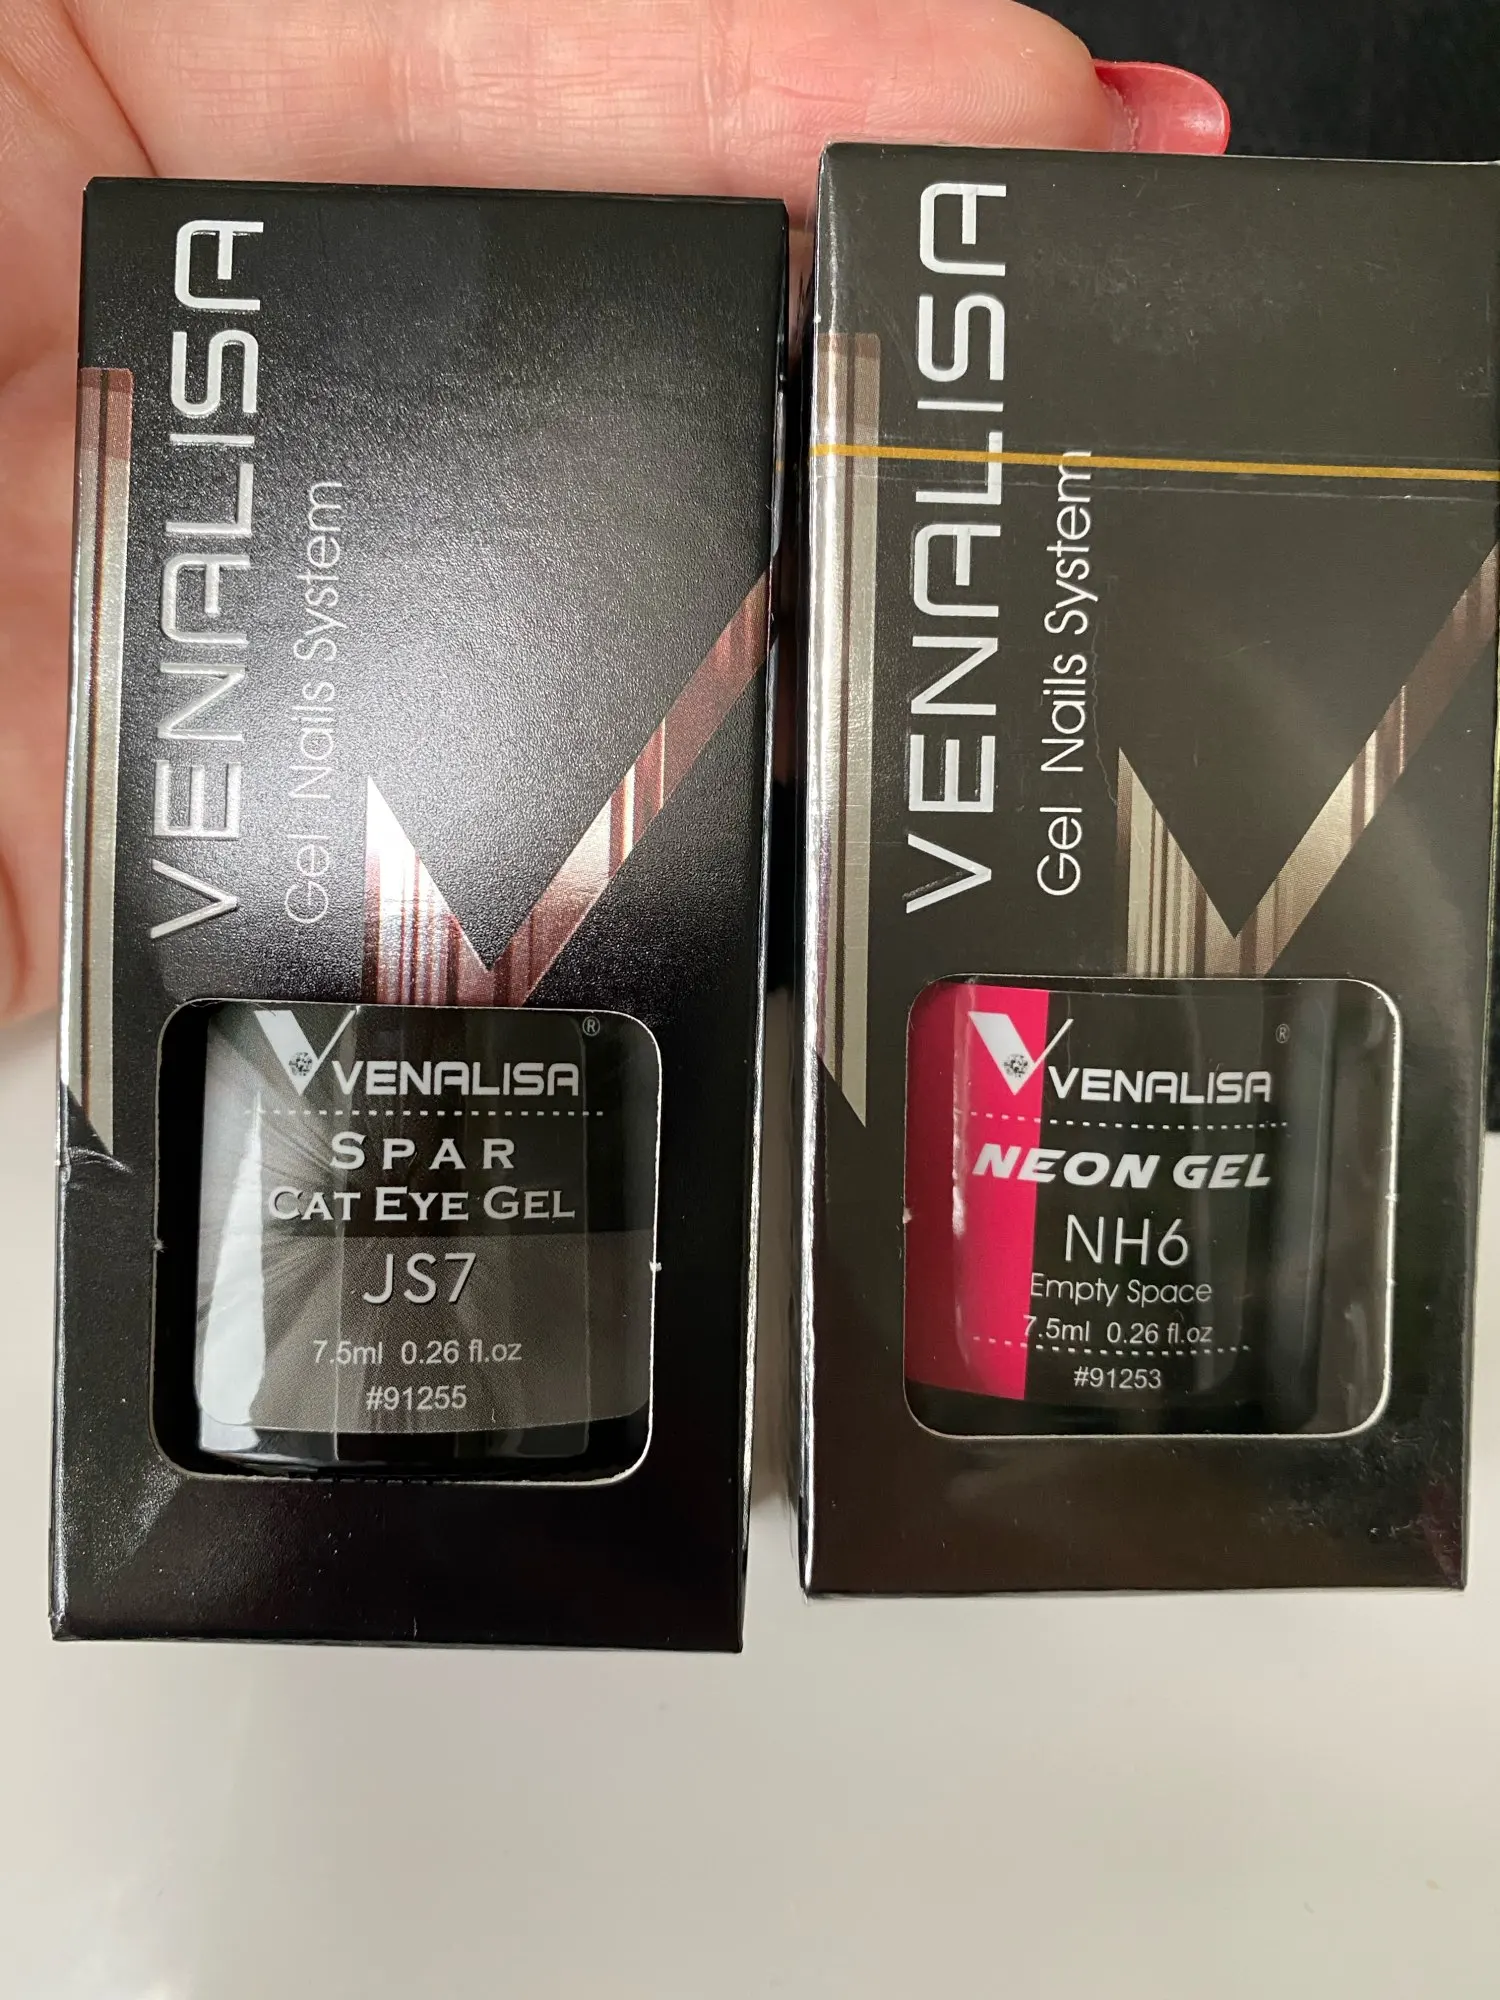 VENALISA
Gel Nails System
VENALISA
®
SPAR
CAT EYE GEL
JS7
7.5ml 0.26 fl.oz
#91255
VENALISA
Gel Nails System
VENALISA
®
NEON GEL
NH6
Empty Space
7.5ml 0.26 fl.oz
#91253